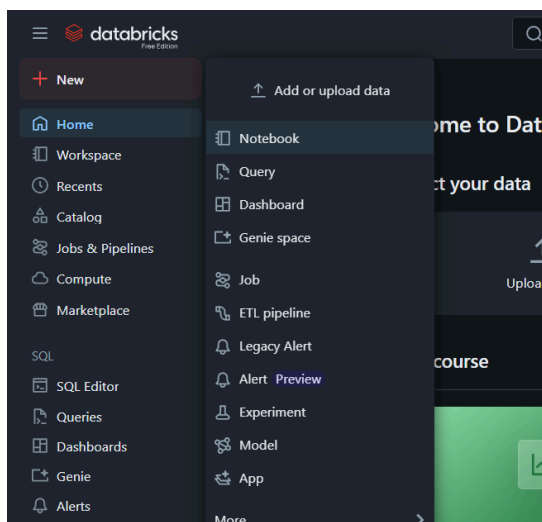 databricks
Free Edition
New
Home
Workspace
Recents
Catalog
Jobs & Pipelines
Compute
Marketplace
SQL
SQL Editor
Queries
Dashboards
Genie
Alerts
Add or upload data
Notebook
Query
Dashboard
Genie space
Job
ETL pipeline
Legacy Alert
Alert Preview
Experiment
Model
App
More
ome to Dat
ct your data
Uploa
course